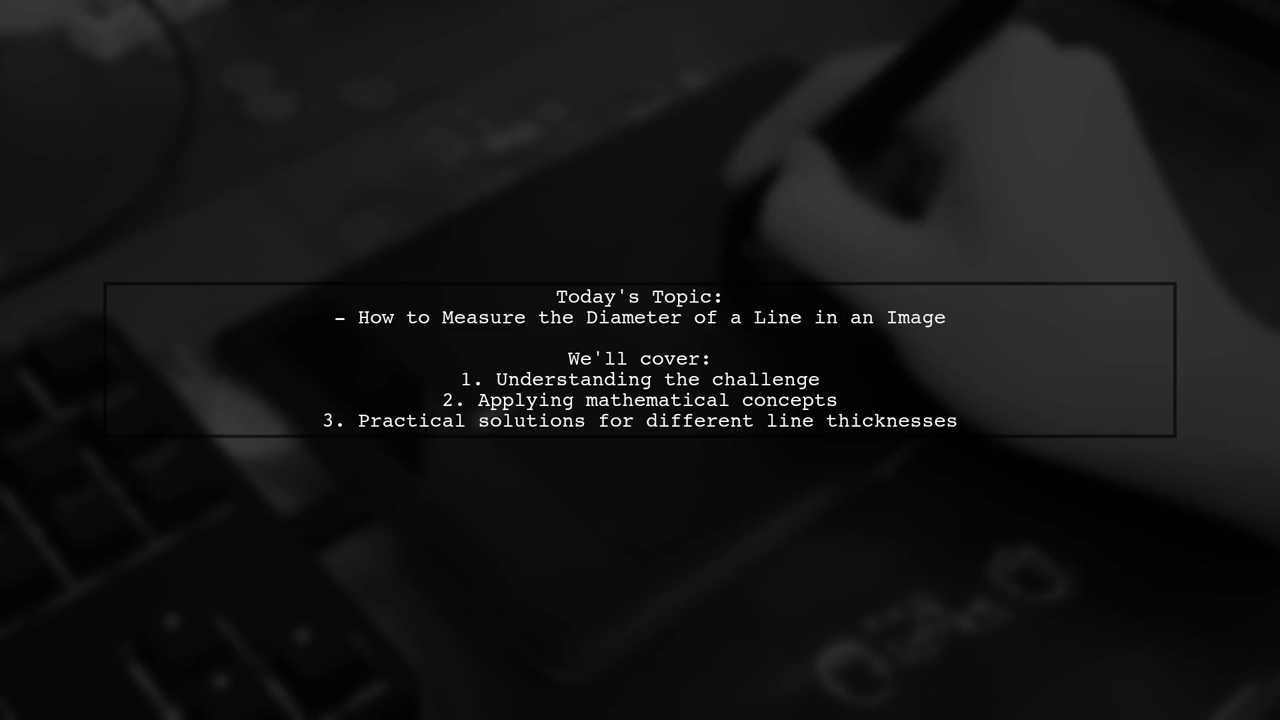 Today's Topic:
- How to Measure the Diameter of a Line in an Image
We'll cover:
1. Understanding the challenge
2. Applying mathematical concepts
3. Practical solutions for different line thicknesses